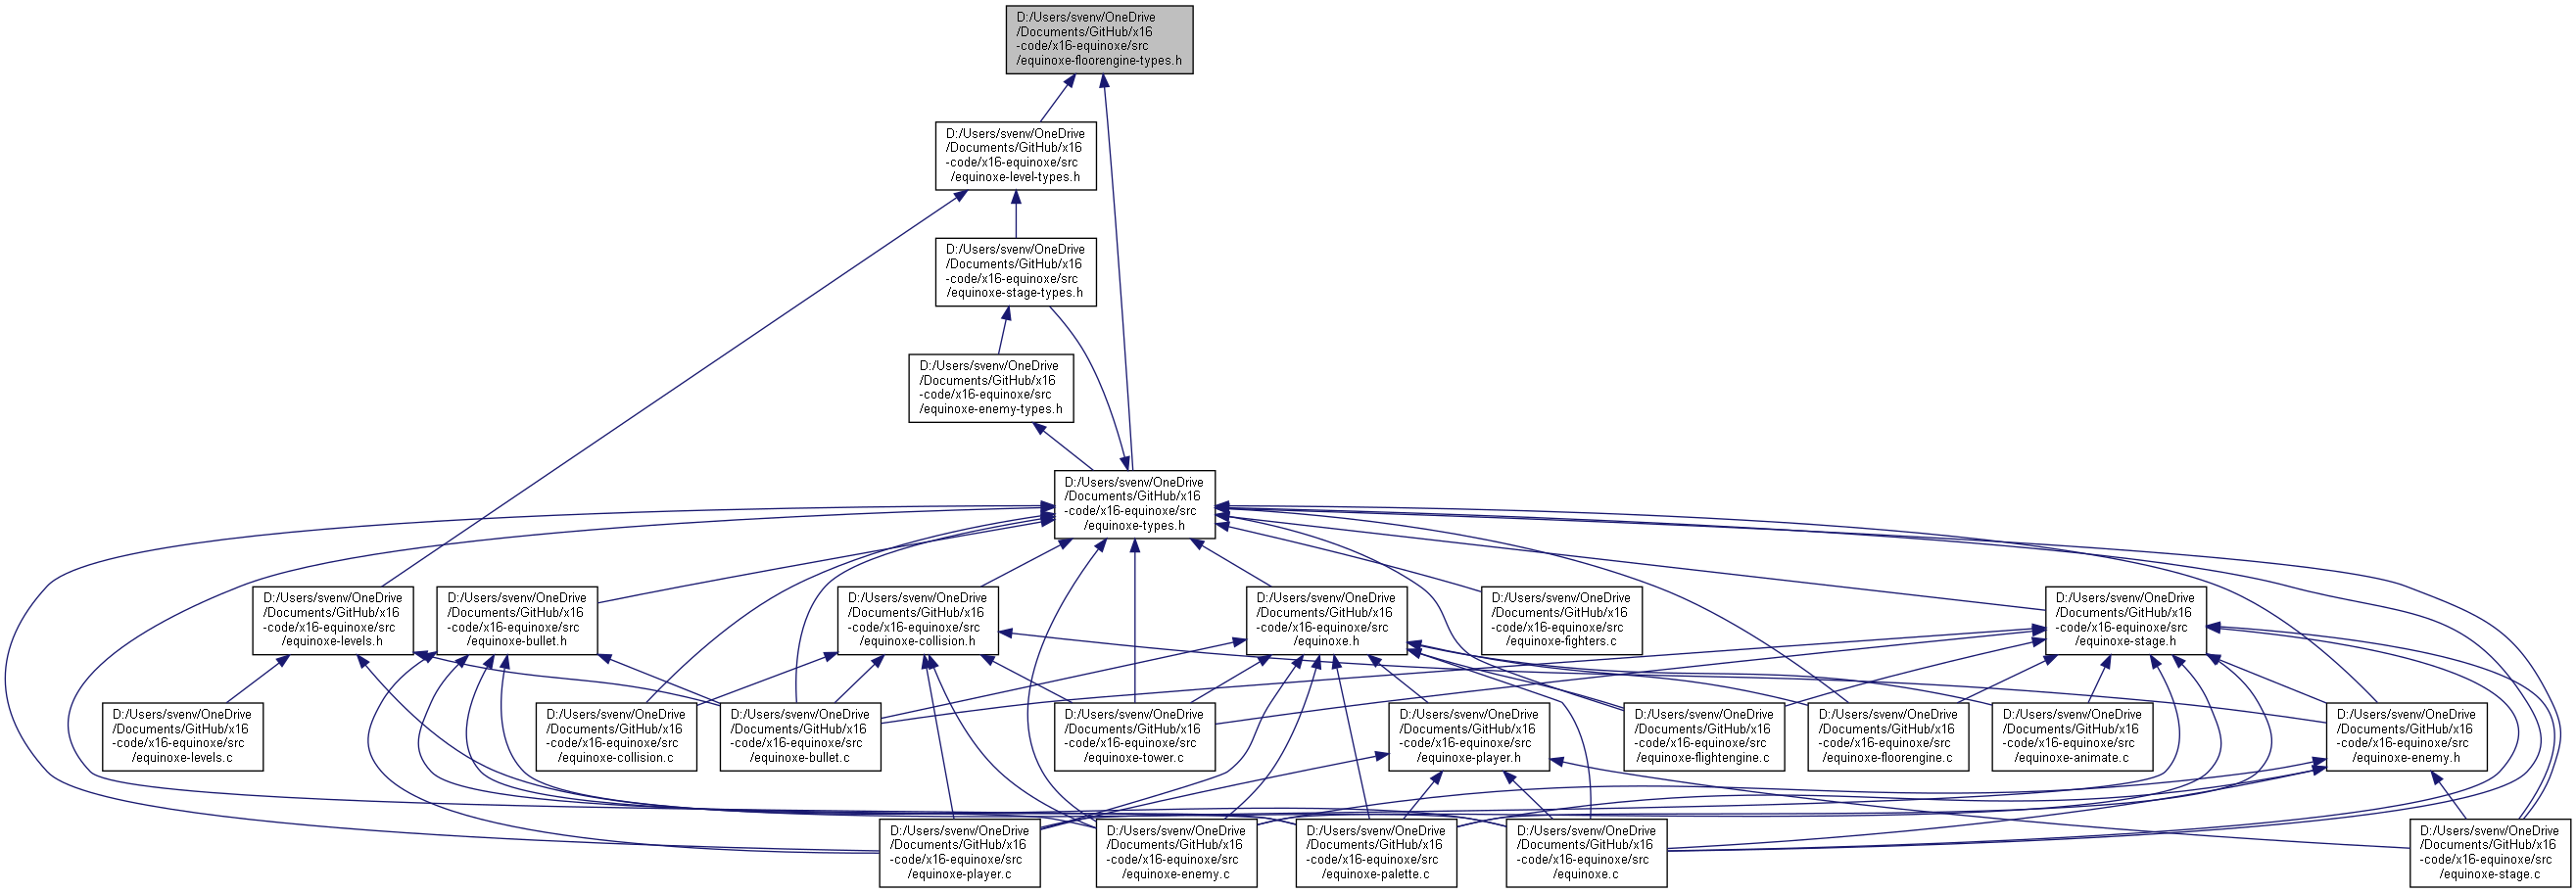 D:/Users/svenv/OneDrive
/Documents/GitHub/x16
-code/x16-equinoxe/src
/equinoxe-floorengine-types.h
D:/Users/svenv/OneDrive
/Documents/GitHub/x16
-code/x16-equinoxe/src
/equinoxe-level-types.h
D:/Users/svenv/OneDrive
/Documents/GitHub/x16
-code/x16-equinoxe/src
/equinoxe-stage-types.h
D:/Users/svenv/OneDrive
/Documents/GitHub/x16
-code/x16-equinoxe/src
/equinoxe-enemy-types.h
D:/Users/svenv/OneDrive
/Documents/GitHub/x16
-code/x16-equinoxe/src
/equinoxe-types.h
D:/Users/svenv/OneDrive
/Documents/GitHub/x16
-code/x16-equinoxe/src
/equinoxe-levels.h
D:/Users/svenv/OneDrive
/Documents/GitHub/x16
-code/x16-equinoxe/src
/equinoxe-bullet.h
D:/Users/svenv/OneDrive
/Documents/GitHub/x16
-code/x16-equinoxe/src
/equinoxe-collision.h
D:/Users/svenv/OneDrive
/Documents/GitHub/x16
-code/x16-equinoxe/src
/equinoxe.h
D:/Users/svenv/OneDrive
/Documents/GitHub/x16
-code/x16-equinoxe/src
/equinoxe-fighters.c
D:/Users/svenv/OneDrive
/Documents/GitHub/x16
-code/x16-equinoxe/src
/equinoxe-stage.h
D:/Users/svenv/OneDrive
/Documents/GitHub/x16
-code/x16-equinoxe/src
/equinoxe-levels.c
D:/Users/svenv/OneDrive
/Documents/GitHub/x16
-code/x16-equinoxe/src
/equinoxe-collision.c
D:/Users/svenv/OneDrive
/Documents/GitHub/x16
-code/x16-equinoxe/src
/equinoxe-bullet.c
D:/Users/svenv/OneDrive
/Documents/GitHub/x16
-code/x16-equinoxe/src
/equinoxe-tower.c
D:/Users/svenv/OneDrive
/Documents/GitHub/x16
-code/x16-equinoxe/src
/equinoxe-player.h
D:/Users/svenv/OneDrive
/Documents/GitHub/x16
-code/x16-equinoxe/src
/equinoxe-flightengine.c
D:/Users/svenv/OneDrive
/Documents/GitHub/x16
-code/x16-equinoxe/src
/equinoxe-floorengine.c
D:/Users/svenv/OneDrive
/Documents/GitHub/x16
-code/x16-equinoxe/src
/equinoxe-animate.c
D:/Users/svenv/OneDrive
/Documents/GitHub/x16
-code/x16-equinoxe/src
/equinoxe-enemy.h
D:/Users/svenv/OneDrive
/Documents/GitHub/x16
-code/x16-equinoxe/src
/equinoxe-player.c
D:/Users/svenv/OneDrive
/Documents/GitHub/x16
-code/x16-equinoxe/src
/equinoxe-enemy.c
D:/Users/svenv/OneDrive
/Documents/GitHub/x16
-code/x16-equinoxe/src
/equinoxe-palette.c
D:/Users/svenv/OneDrive
/Documents/GitHub/x16
-code/x16-equinoxe/src
/equinoxe.c
D:/Users/svenv/OneDrive
/Documents/GitHub/x16
-code/x16-equinoxe/src
/equinoxe-stage.c